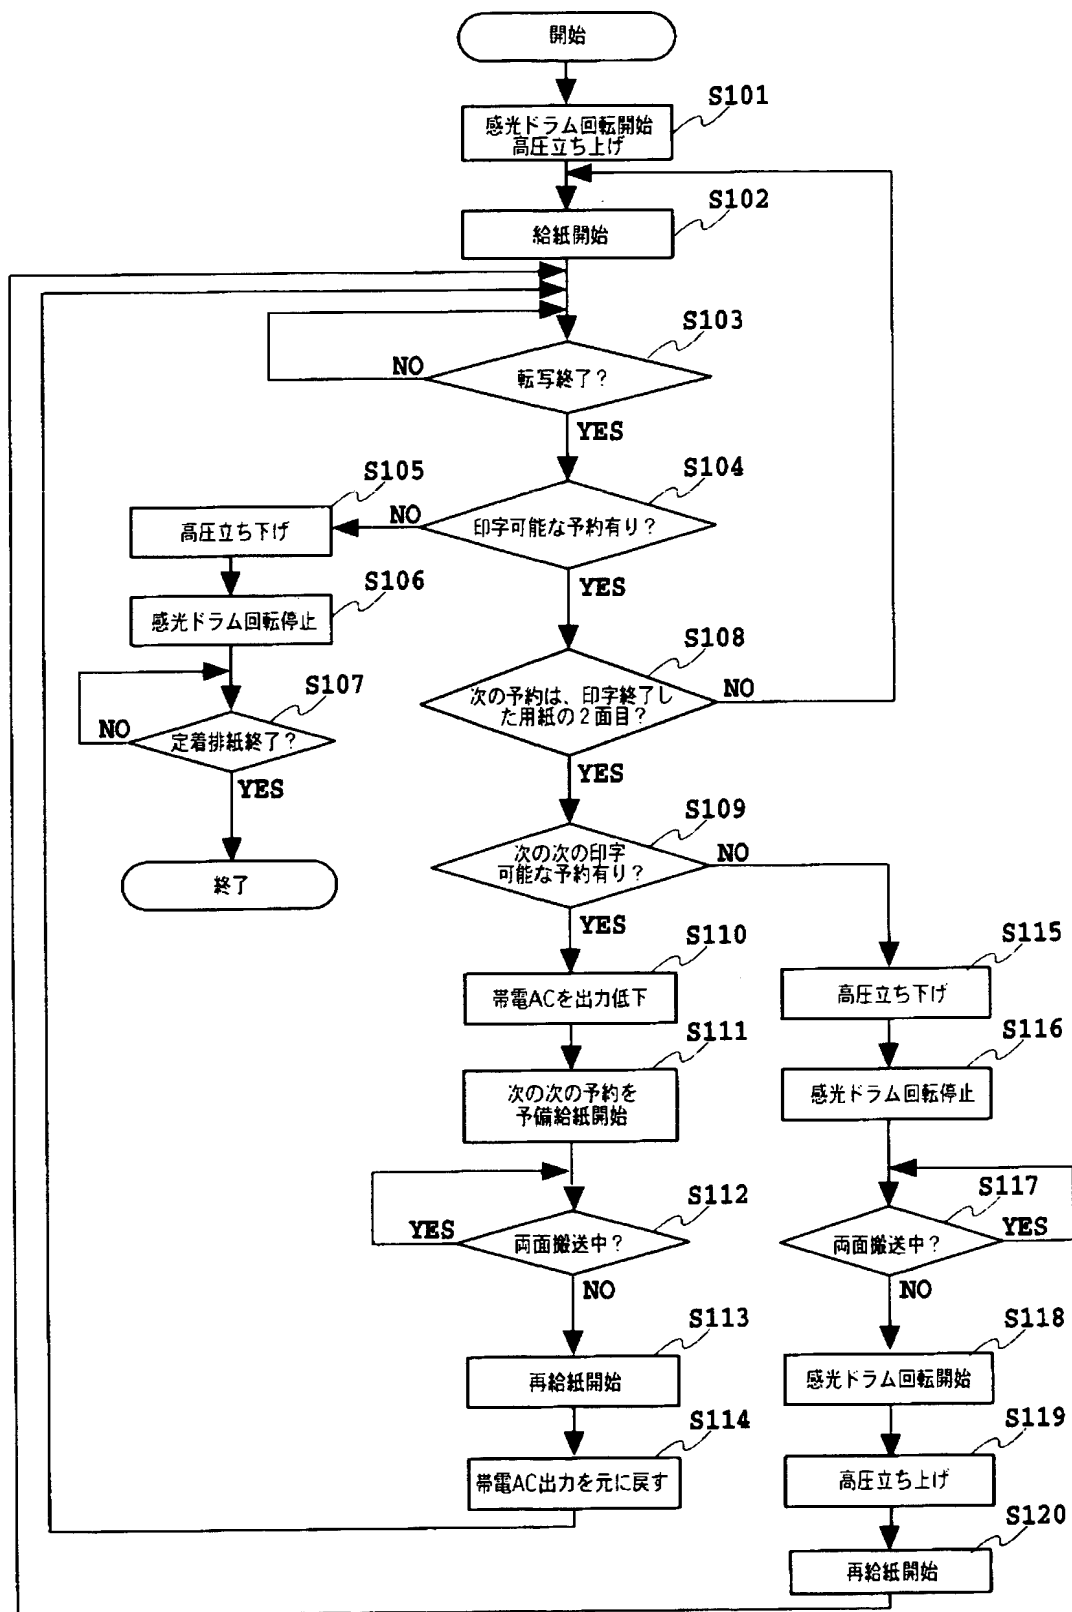 開始
S101
感光ドラム回転開始
高圧立ち上げ
S102
給紙開始
S103
転写終了？
NO
YES
S104
印字可能な予約有り？
NO
YES
S105
高圧立ち下げ
S106
感光ドラム回転停止
S107
定着排紙終了？
NO
YES
終了
S108
次の予約は、印字終了し
た用紙の２面目？
NO
YES
S109
次の次の印字
可能な予約有り？
NO
YES
S110
帯電ACを出力低下
S111
次の次の予約を
予備給紙開始
S112
両面搬送中？
YES
NO
S113
再給紙開始
S114
帯電AC出力を元に戻す
S115
高圧立ち下げ
S116
感光ドラム回転停止
S117
両面搬送中？
YES
NO
S118
感光ドラム回転開始
S119
高圧立ち上げ
S120
再給紙開始